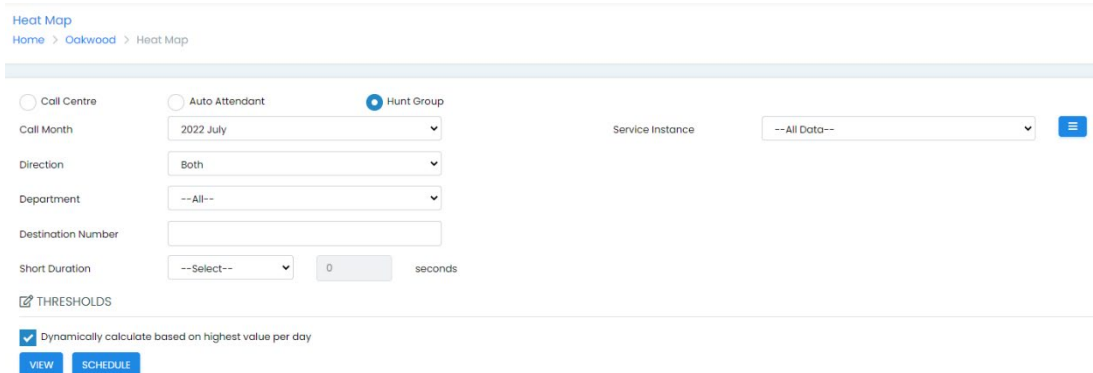 Heat Map
Home > Oakwood > Heat Map
Call Centre Auto Attendant Hunt Group
Call Month 2022 July Service Instance --All Data--
Direction Both
Department --All--
Destination Number
Short Duration --Select-- 0 seconds
THRESHOLDS
Dynamically calculate based on highest value per day
VIEW SCHEDULE